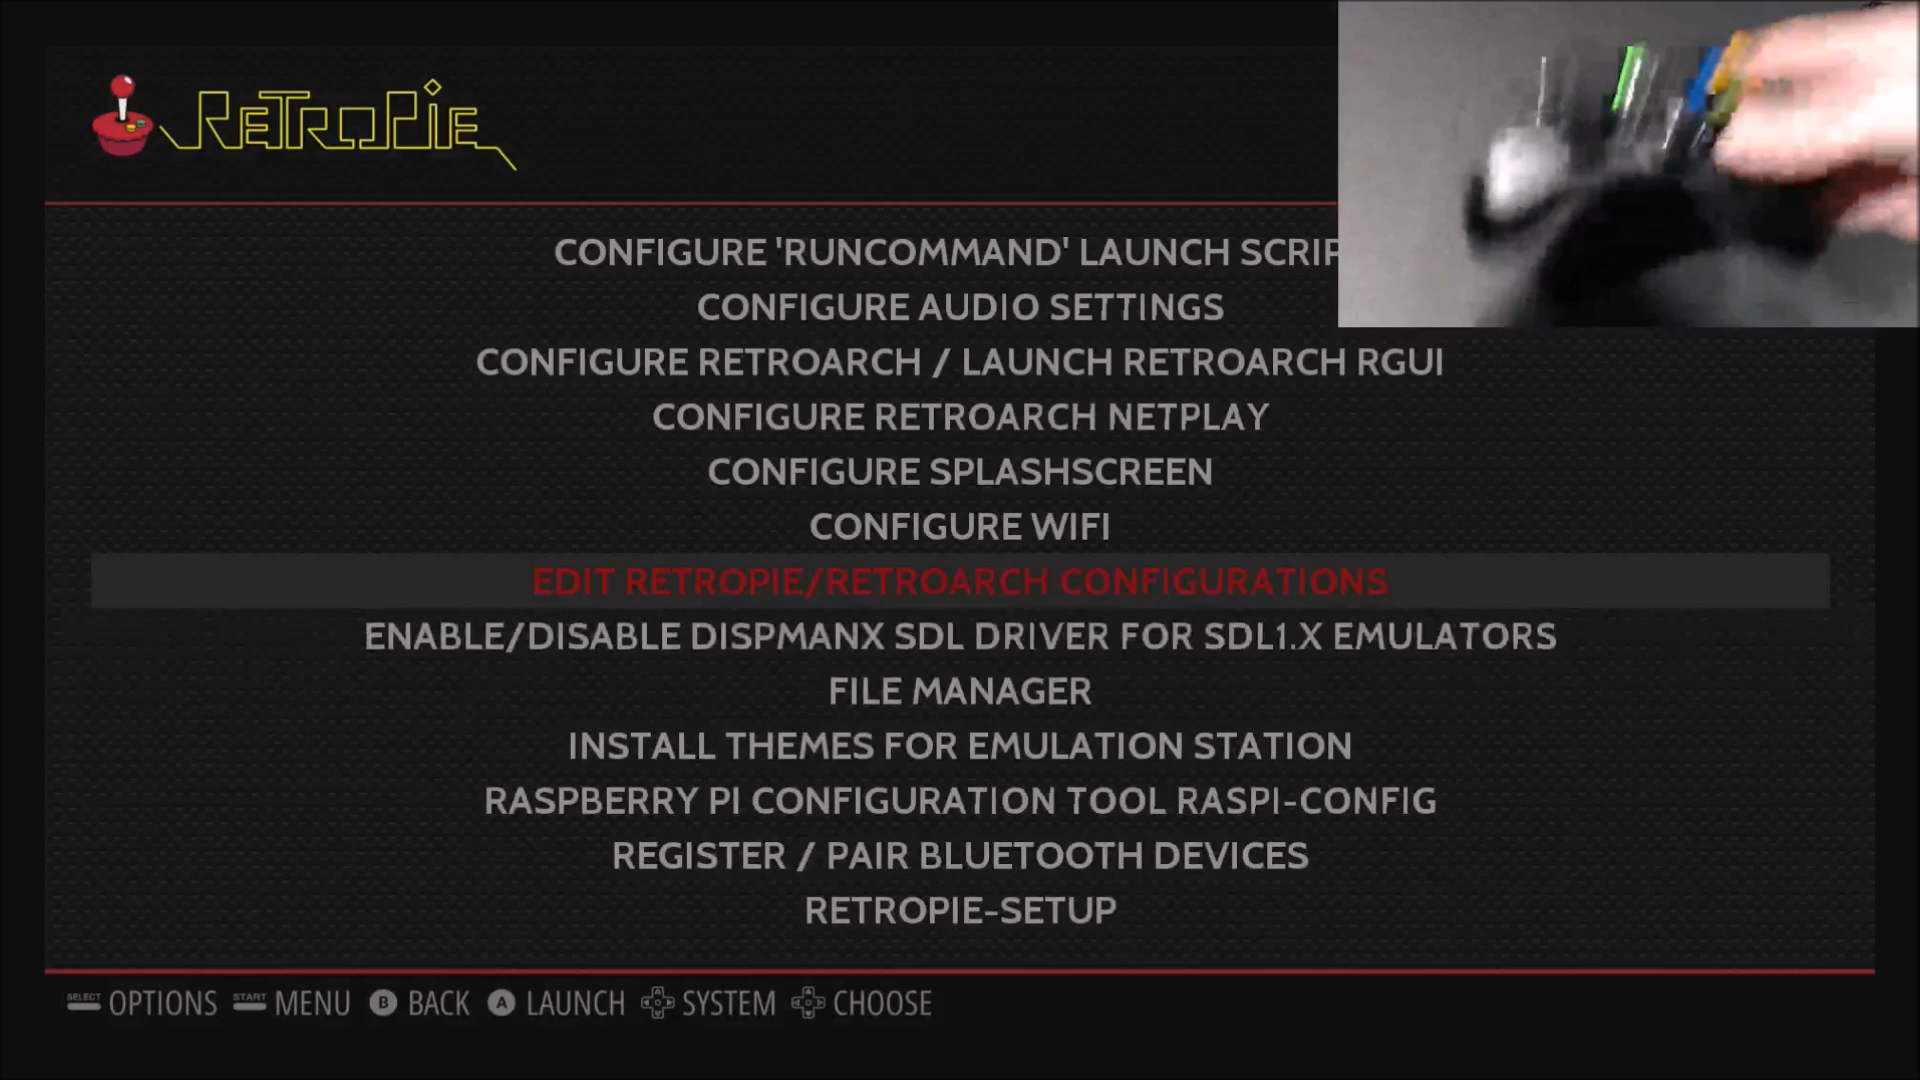 RETROPIE
CONFIGURE 'RUNCOMMAND' LAUNCH SCRIP
CONFIGURE AUDIO SETTINGS
CONFIGURE RETROARCH / LAUNCH RETROARCH RGUI
CONFIGURE RETROARCH NETPLAY
CONFIGURE SPLASHSCREEN
CONFIGURE WIFI
EDIT RETROPIE/RETROARCH CONFIGURATIONS
ENABLE/DISABLE DISPMANX SDL DRIVER FOR SDL1.X EMULATORS
FILE MANAGER
INSTALL THEMES FOR EMULATION STATION
RASPBERRY PI CONFIGURATION TOOL RASPI-CONFIG
REGISTER / PAIR BLUETOOTH DEVICES
RETROPIE-SETUP
SELECT OPTIONS START MENU B BACK A LAUNCH SYSTEM CHOOSE